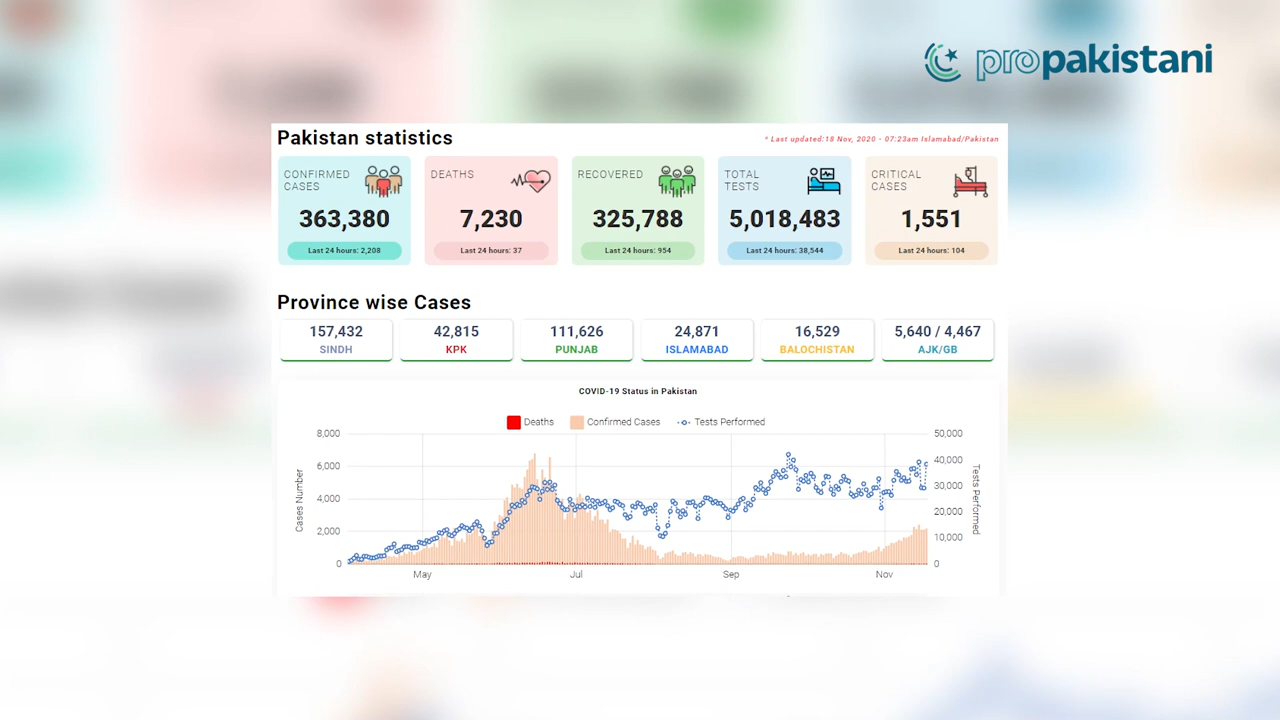 propakistani
Pakistan statistics
* Last updated:18 Nov, 2020 - 07:23am Islamabad/Pakistan
CONFIRMED CASES
363,380
Last 24 hours: 2,208
DEATHS
7,230
Last 24 hours: 37
RECOVERED
325,788
Last 24 hours: 954
TOTAL TESTS
5,018,483
Last 24 hours: 38,544
CRITICAL CASES
1,551
Last 24 hours: 104
Province wise Cases
157,432
SINDH
42,815
KPK
111,626
PUNJAB
24,871
ISLAMABAD
16,529
BALOCHISTAN
5,640 / 4,467
AJK/GB
COVID-19 Status in Pakistan
Deaths Confirmed Cases Tests Performed
Cases Number
8,000
6,000
4,000
2,000
0
50,000
40,000
30,000
20,000
10,000
0
Tests Performed
May Jul Sep Nov